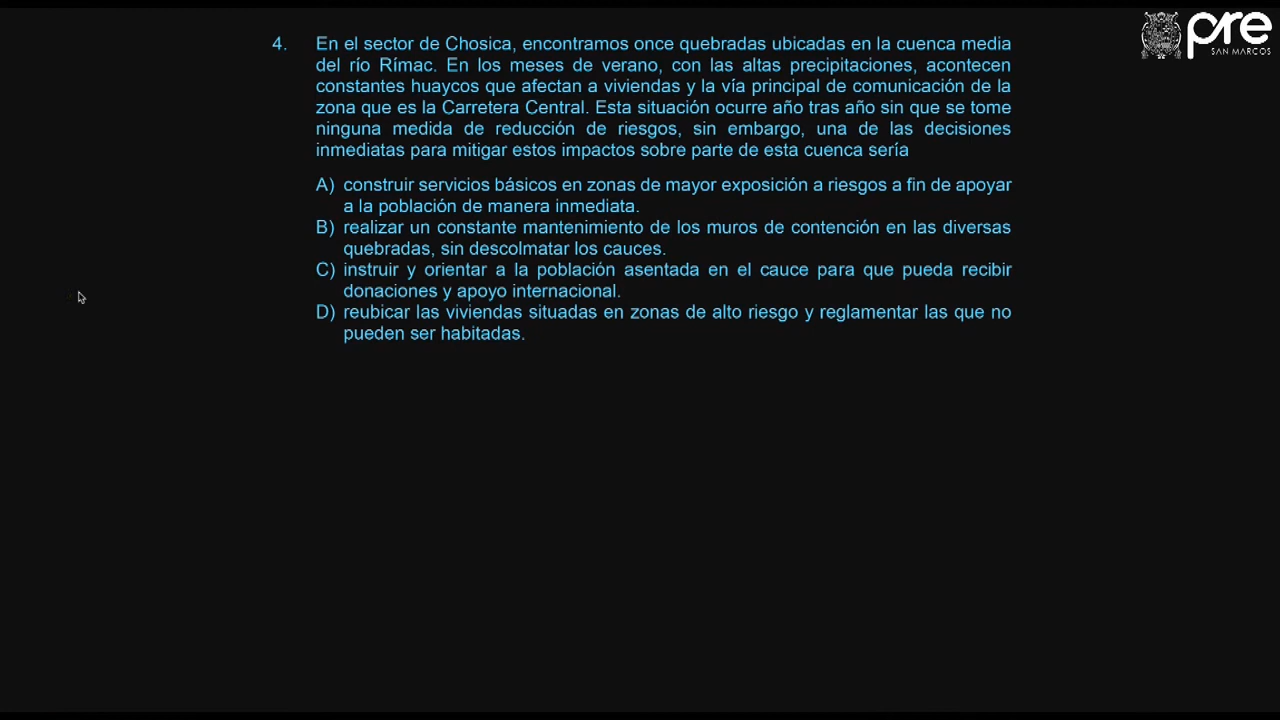 pre
SAN MARCOS
4. En el sector de Chosica, encontramos once quebradas ubicadas en la cuenca media
del río Rímac. En los meses de verano, con las altas precipitaciones, acontecen
constantes huaycos que afectan a viviendas y la vía principal de comunicación de la
zona que es la Carretera Central. Esta situación ocurre año tras año sin que se tome
ninguna medida de reducción de riesgos, sin embargo, una de las decisiones
inmediatas para mitigar estos impactos sobre parte de esta cuenca sería
A) construir servicios básicos en zonas de mayor exposición a riesgos a fin de apoyar
a la población de manera inmediata.
B) realizar un constante mantenimiento de los muros de contención en las diversas
quebradas, sin descolmatar los cauces.
C) instruir y orientar a la población asentada en el cauce para que pueda recibir
donaciones y apoyo internacional.
D) reubicar las viviendas situadas en zonas de alto riesgo y reglamentar las que no
pueden ser habitadas.